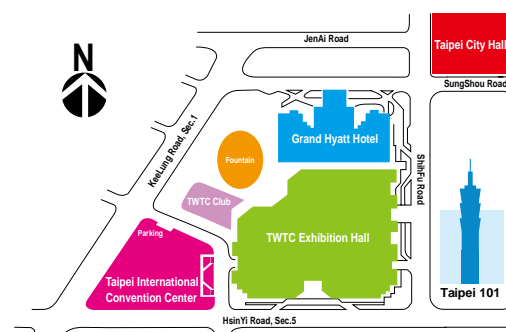 JenAi Road
Taipei City Hall
N
SungShou Road
KeeLung Road, Sec.1
Grand Hyatt Hotel
Fountain
ShihFu Road
TWTC Club
Parking
TWTC Exhibition Hall
Taipei International
Convention Center
Taipei 101
HsinYi Road, Sec.5